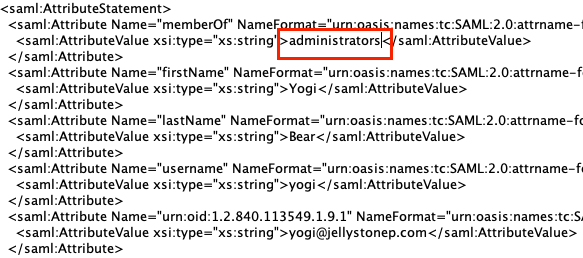 <saml:AttributeStatement>
<saml:Attribute Name="memberOf" NameFormat="urn:oasis:names:tc:SAML:2.0:attrname-fo
<saml:AttributeValue xsi:type="xs:string">administrators</saml:AttributeValue>
</saml:Attribute>
<saml:Attribute Name="firstName" NameFormat="urn:oasis:names:tc:SAML:2.0:attrname-fo
<saml:AttributeValue xsi:type="xs:string">Yogi</saml:AttributeValue>
</saml:Attribute>
<saml:Attribute Name="lastName" NameFormat="urn:oasis:names:tc:SAML:2.0:attrname-fo
<saml:AttributeValue xsi:type="xs:string">Bear</saml:AttributeValue>
</saml:Attribute>
<saml:Attribute Name="username" NameFormat="urn:oasis:names:tc:SAML:2.0:attrname-fo
<saml:AttributeValue xsi:type="xs:string">yogi</saml:AttributeValue>
</saml:Attribute>
<saml:Attribute Name="urn:oid:1.2.840.113549.1.9.1" NameFormat="urn:oasis:names:tc:SA
<saml:AttributeValue xsi:type="xs:string">yogi@jellystonep.com</saml:AttributeValue>
</saml:Attribute>